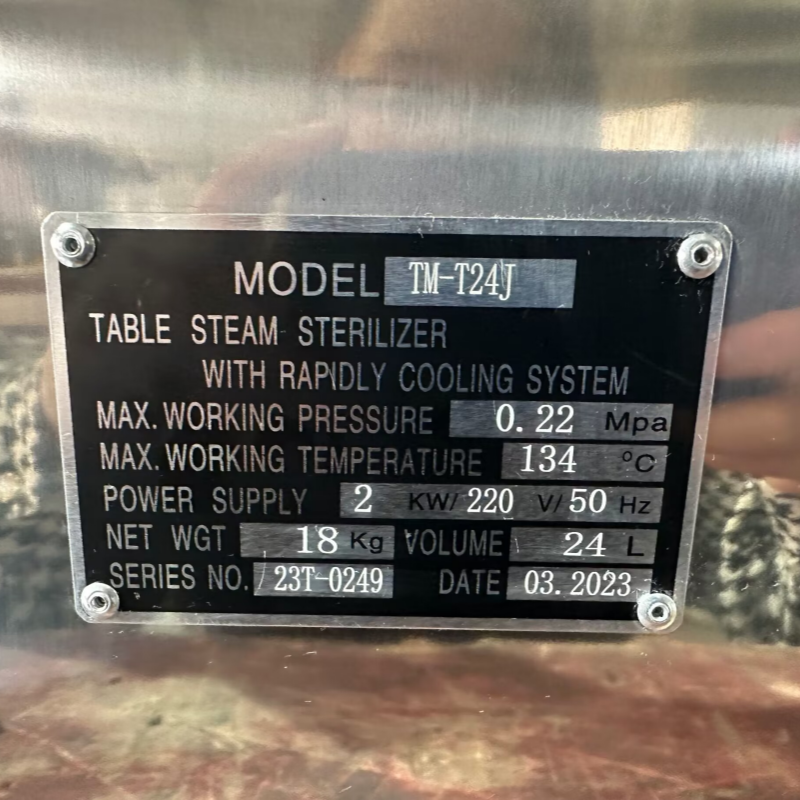 MODEL TM-T24J
TABLE STEAM STERILIZER
WITH RAPIDLY COOLING SYSTEM
MAX. WORKING PRESSURE 0.22 Mpa
MAX. WORKING TEMPERATURE 134 °C
POWER SUPPLY 2 KW/ 220 V/ 50 Hz
NET WGT 18 Kg VOLUME 24 L
SERIES NO. 23T-0249 DATE 03.2023